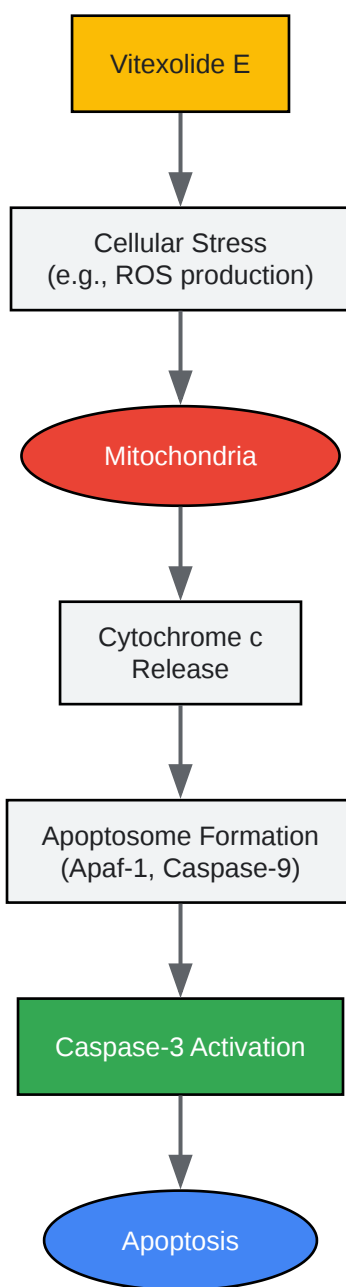 Vitexolide E
Cellular Stress
(e.g., ROS production)
Mitochondria
Cytochrome c
Release
Apoptosome Formation
(Apaf-1, Caspase-9)
Caspase-3 Activation
Apoptosis